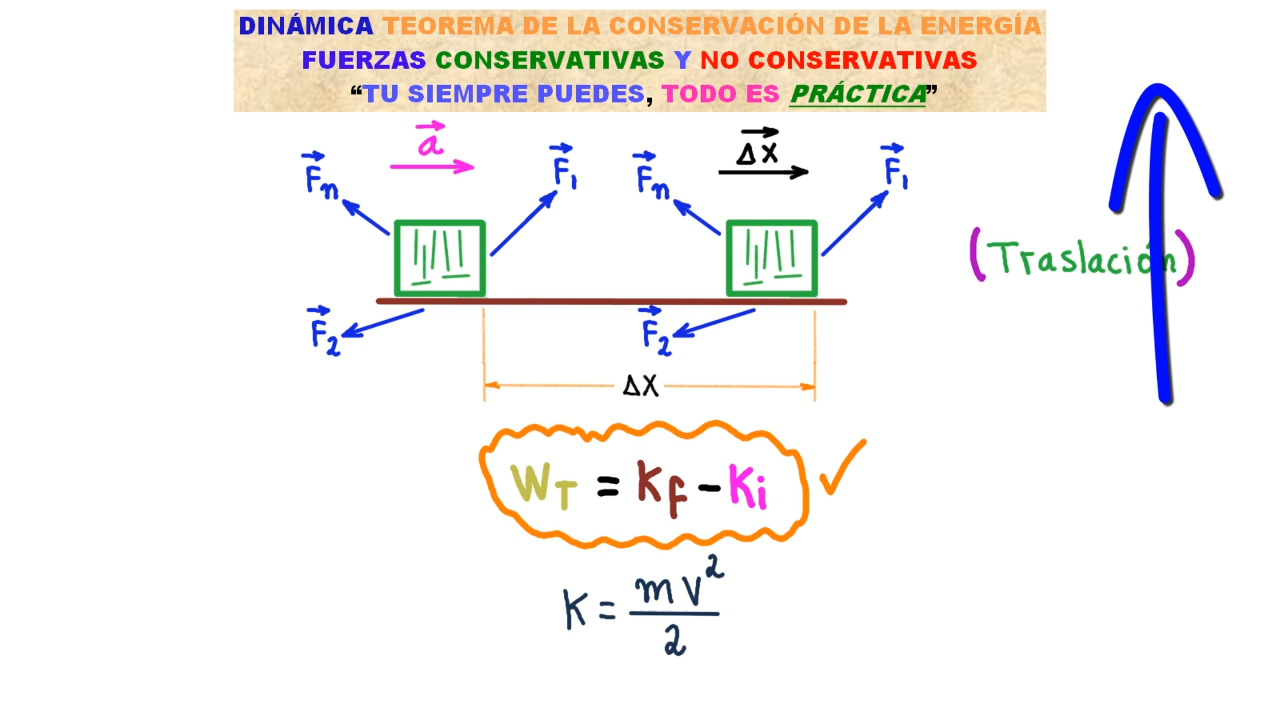 DINÁMICA TEOREMA DE LA CONSERVACIÓN DE LA ENERGÍA
FUERZAS CONSERVATIVAS Y NO CONSERVATIVAS
“TU SIEMPRE PUEDES, TODO ES PRÁCTICA”
a
Δx
Fn
F1
Fn
F1
(Traslación)
F2
F2
ΔX
WT = Kf - Ki
K = mv²/2